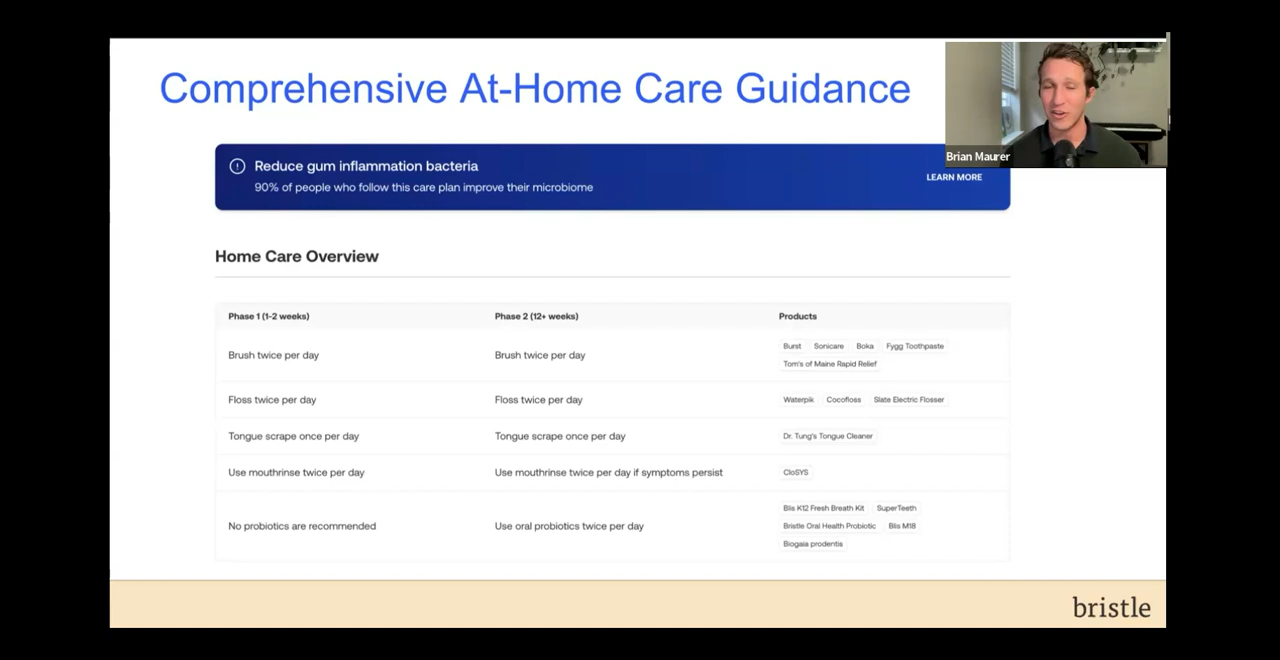 Comprehensive At-Home Care Guidance
Brian Maurer
Reduce gum inflammation bacteria
90% of people who follow this care plan improve their microbiome
LEARN MORE
Home Care Overview
Phase 1 (1-2 weeks) Phase 2 (12+ weeks) Products
Brush twice per day Brush twice per day Burst Sonicare Boka Fygg Toothpaste
Tom's of Maine Rapid Relief
Floss twice per day Floss twice per day Waterpik Cocofloss Slate Electric Flosser
Tongue scrape once per day Tongue scrape once per day Dr. Tung's Tongue Cleaner
Use mouthrinse twice per day Use mouthrinse twice per day if symptoms persist CloSYS
No probiotics are recommended Use oral probiotics twice per day Blis K12 Fresh Breath Kit SuperTeeth
Bristle Oral Health Probiotic Blis M18
Biogaia prodentis
bristle